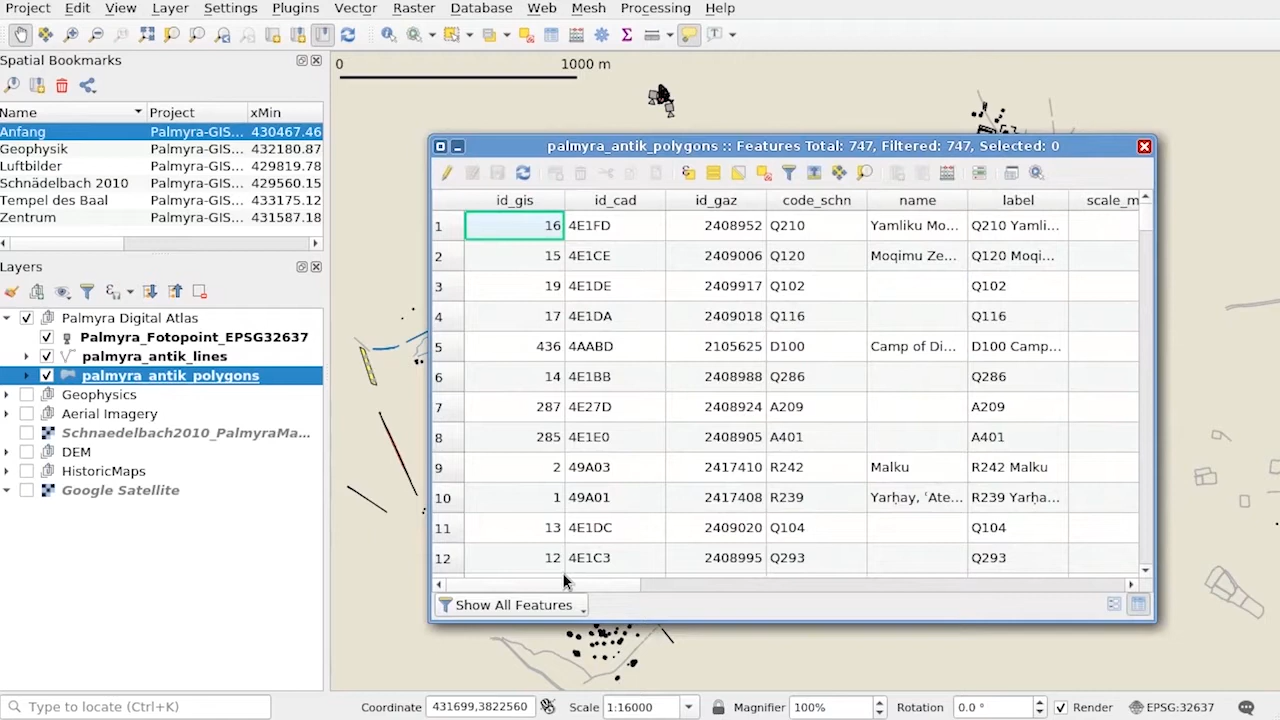 Project Edit View Layer Settings Plugins Vector Raster Database Web Mesh Processing Help
Spatial Bookmarks
Name Project xMin
Anfang Palmyra-GIS... 430467.46
Geophysik Palmyra-GIS... 432180.87
Luftbilder Palmyra-GIS... 429819.78
Schnädelbach 2010 Palmyra-GIS... 429560.15
Tempel des Baal Palmyra-GIS... 433175.12
Zentrum Palmyra-GIS... 431587.18
Layers
Palmyra Digital Atlas
Palmyra_Fotopoint_EPSG32637
palmyra_antik_lines
palmyra_antik_polygons
Geophysics
Aerial Imagery
Schnaedelbach2010_PalmyraMa...
DEM
HistoricMaps
Google Satellite
0 1000 m
palmyra_antik_polygons :: Features Total: 747, Filtered: 747, Selected: 0
id_gis id_cad id_gaz code_schn name label scale_m
1 16 4E1FD 2408952 Q210 Yamliku Mo... Q210 Yamli...
2 15 4E1CE 2409006 Q120 Moqimu Ze... Q120 Moqi...
3 19 4E1DE 2409917 Q102 Q102
4 17 4E1DA 2409018 Q116 Q116
5 436 4AABD 2105625 D100 Camp of Di... D100 Camp...
6 14 4E1BB 2408988 Q286 Q286
7 287 4E27D 2408924 A209 A209
8 285 4E1E0 2408905 A401 A401
9 2 49A03 2417410 R242 Malku R242 Malku
10 1 49A01 2417408 R239 Yarḥay, ʿAte... R239 Yarḥa...
11 13 4E1DC 2409020 Q104 Q104
12 12 4E1C3 2408995 Q293 Q293
Show All Features
Type to locate (Ctrl+K) Coordinate 431699,3822560 Scale 1:16000 Magnifier 100% Rotation 0.0 ° Render EPSG:32637